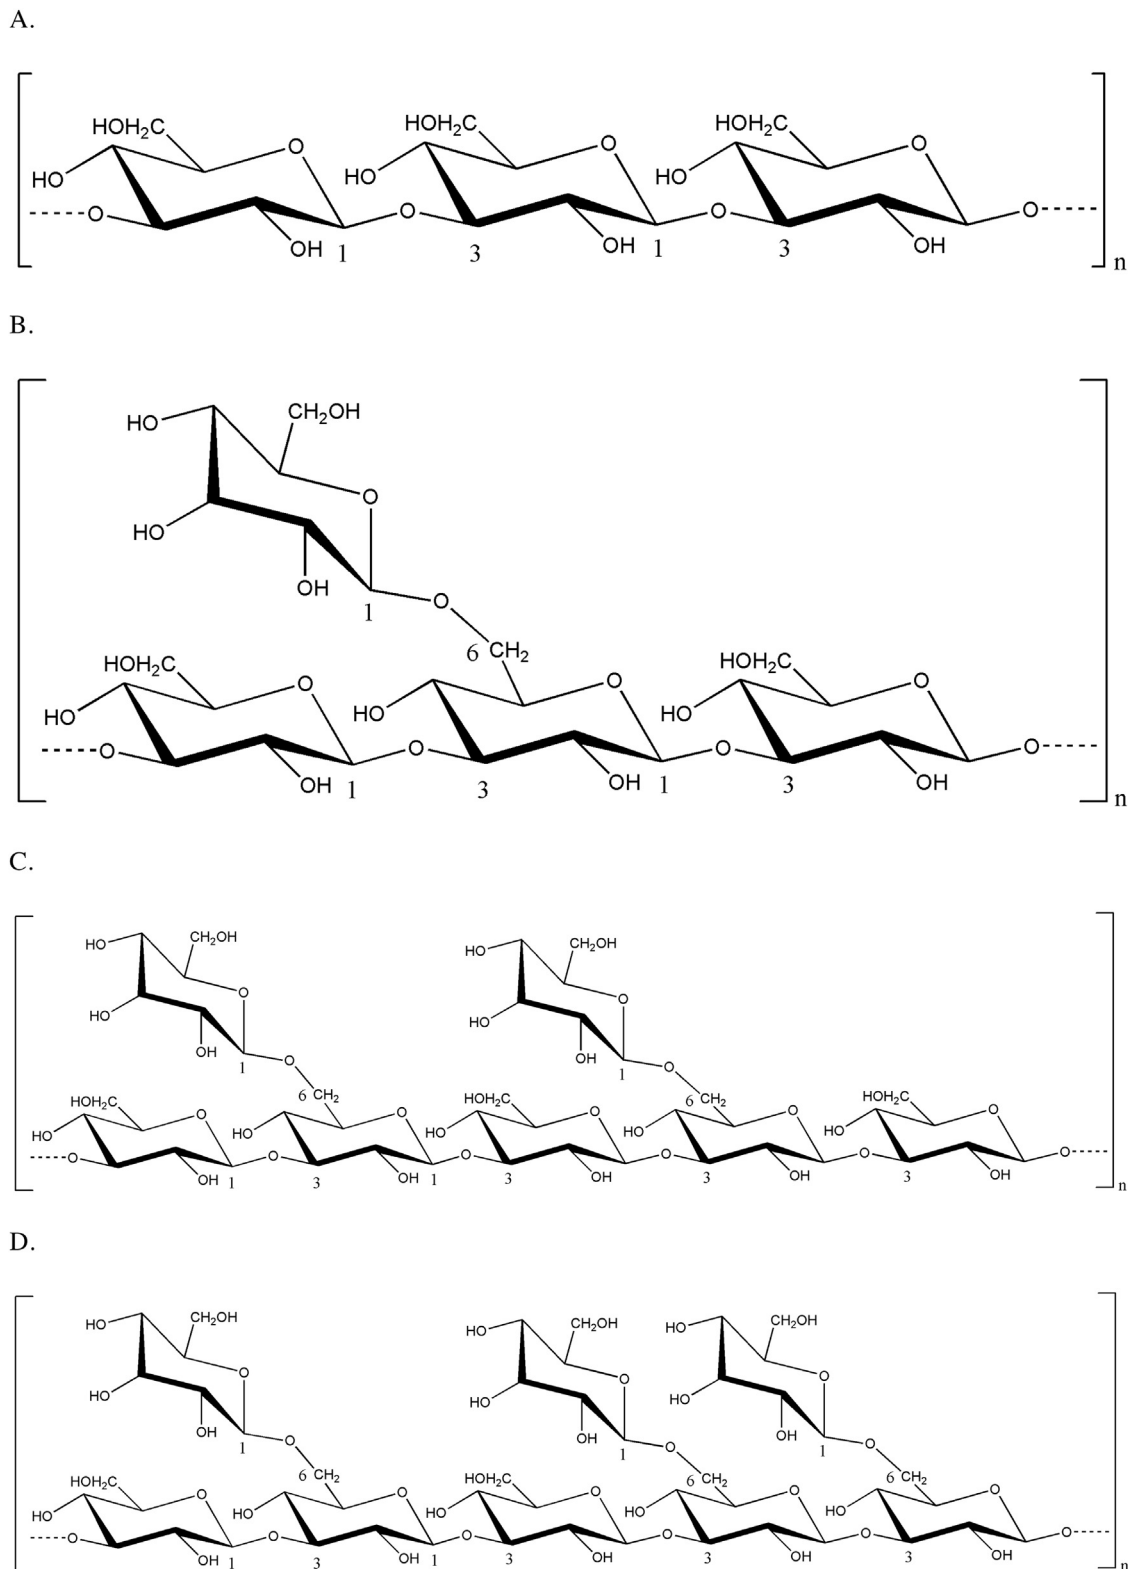 A.
HOH2C HOH2C HOH2C
O O O
HO HO HO
O O O O
OH 1 3 OH 1 3 OH
n
B.
HO CH2OH
O
HO
OH
1 O
6 CH2
HOH2C HOH2C
O O O
HO HO HO
O O O O
OH 1 3 OH 1 3 OH
n
C.
HO CH2OH HO CH2OH
O O
HO HO
OH OH
1 O 1 O
6 CH2 6 CH2
HOH2C HOH2C HOH2C
O O O O O
HO HO HO HO HO
O O O O O O
OH 1 3 OH 1 3 OH 3 OH 3 OH
n
D.
HO CH2OH HO CH2OH HO CH2OH
O O O
HO HO HO
OH OH OH
1 O 1 O 1 O
6 CH2 6 CH2 6 CH2
HOH2C HOH2C
O O O O O
HO HO HO HO HO
O O O O O O
OH 1 3 OH 1 3 OH 3 OH 3 OH
n